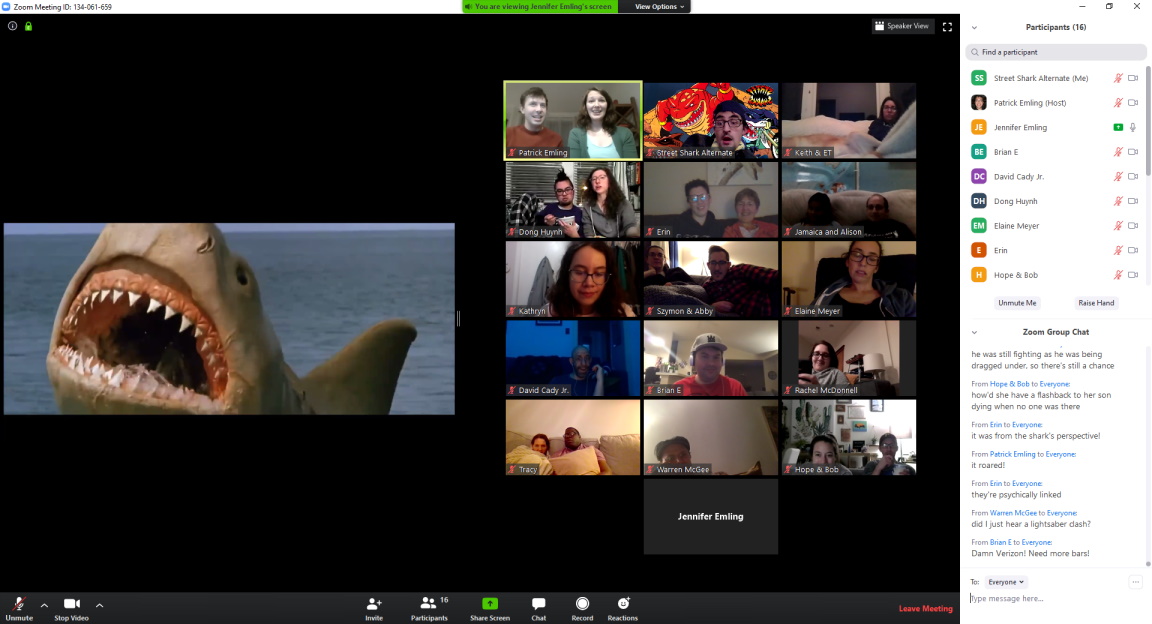 Zoom Meeting ID: 134-061-659
You are viewing Jennifer Emling's screen
View Options
Speaker View
Patrick Emling
Street Shark Alternate
Keith & ET
Dong Huynh
Erin
Jamaica and Alison
Kathryn
Szymon & Abby
Elaine Meyer
David Cady Jr.
Brian E
Rachel McDonnell
Tracy
Warren McGee
Hope & Bob
Jennifer Emling
Unmute
Stop Video
Invite
16
Participants
Share Screen
Chat
Record
Reactions
Leave Meeting
Participants (16)
Find a participant
SS Street Shark Alternate (Me)
Patrick Emling (Host)
JE Jennifer Emling
BE Brian E
DC David Cady Jr.
DH Dong Huynh
EM Elaine Meyer
E Erin
H Hope & Bob
Unmute Me
Raise Hand
Zoom Group Chat
he was still fighting as he was being
dragged under, so there's still a chance
From Hope & Bob to Everyone:
how'd she have a flashback to her son
dying when no one was there
From Erin to Everyone:
it was from the shark's perspective!
From Patrick Emling to Everyone:
it roared!
From Erin to Everyone:
they're psychically linked
From Warren McGee to Everyone:
did I just hear a lightsaber clash?
From Brian E to Everyone:
Damn Verizon! Need more bars!
To: Everyone
Type message here...